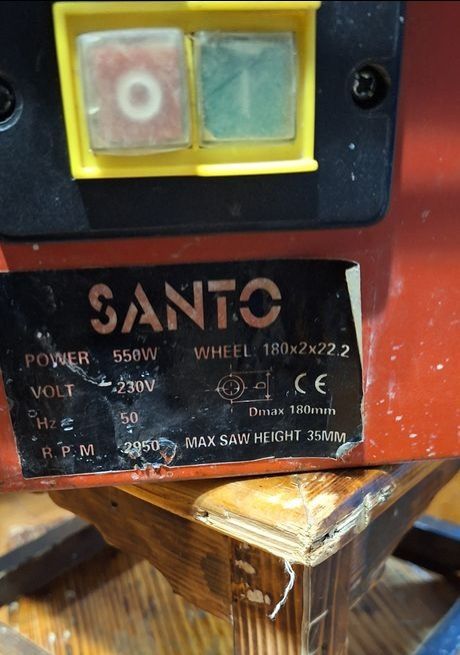 O I
SANTO
POWER 550W WHEEL 180x2x22.2
VOLT 230V CE
Hz 50 Dmax 180mm
R.P.M 2950 MAX SAW HEIGHT 35MM